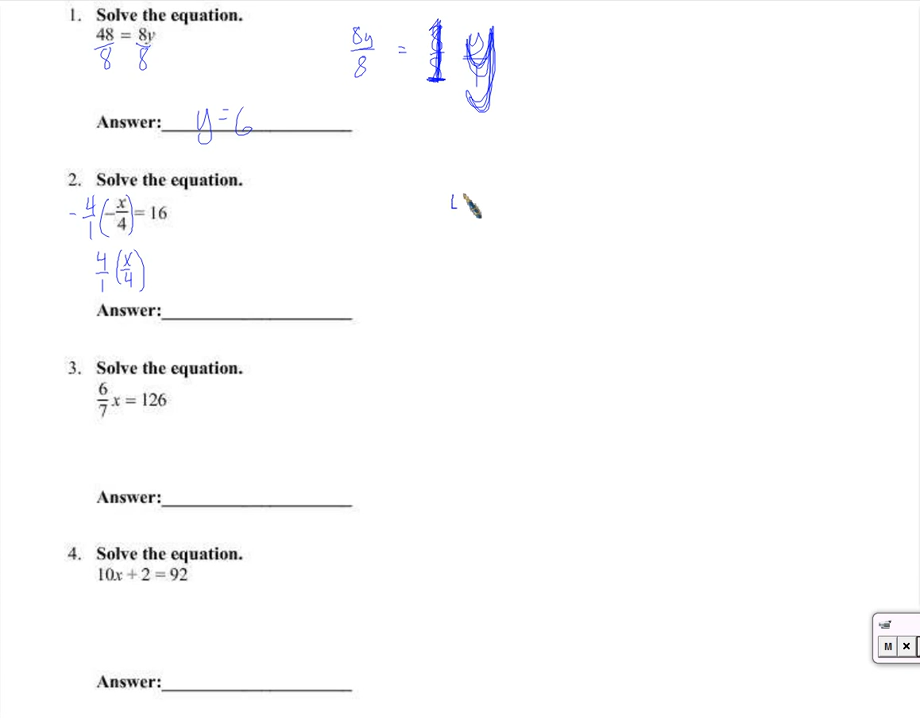 1. Solve the equation.
48 = 8y
8 8
8y/8 = 1 y
Answer: y = 6
2. Solve the equation.
-4/1 (-x/4) = 16
4/1 (x/4)
Answer:
3. Solve the equation.
6/7 x = 126
Answer:
4. Solve the equation.
10x + 2 = 92
Answer:
M ×